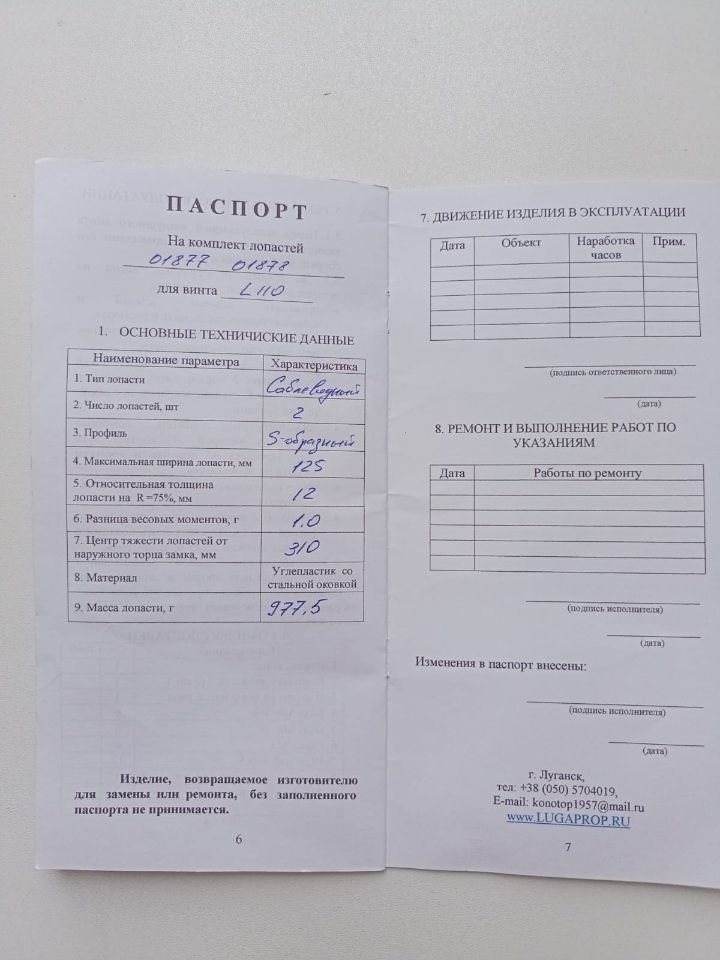 ПАСПОРТ
На комплект лопастей
01877 01878
для винта L110
1. ОСНОВНЫЕ ТЕХНИЧИСКИЕ ДАННЫЕ
Наименование параметра Характеристика
1. Тип лопасти Саблевидный
2. Число лопастей, шт 2
3. Профиль S-образный
4. Максимальная ширина лопасти, мм 125
5. Относительная толщина
лопасти на R =75%, мм 12
6. Разница весовых моментов, г 1.0
7. Центр тяжести лопастей от
наружного торца замка, мм 310
8. Материал Углепластик со
стальной оковкой
9. Масса лопасти, г 977,5
Изделие, возвращаемое изготовителю
для замены или ремонта, без заполненного
паспорта не принимается.
6
7. ДВИЖЕНИЕ ИЗДЕЛИЯ В ЭКСПЛУАТАЦИИ
Дата Объект Наработка Прим.
часов
(подпись ответственного лица)
(дата)
8. РЕМОНТ И ВЫПОЛНЕНИЕ РАБОТ ПО
УКАЗАНИЯМ
Дата Работы по ремонту
(подпись исполнителя)
(дата)
Изменения в паспорт внесены:
(подпись исполнителя)
(дата)
г. Луганск,
тел: +38 (050) 5704019,
E-mail: konotop1957@mail.ru
www.LUGAPROP.RU
7